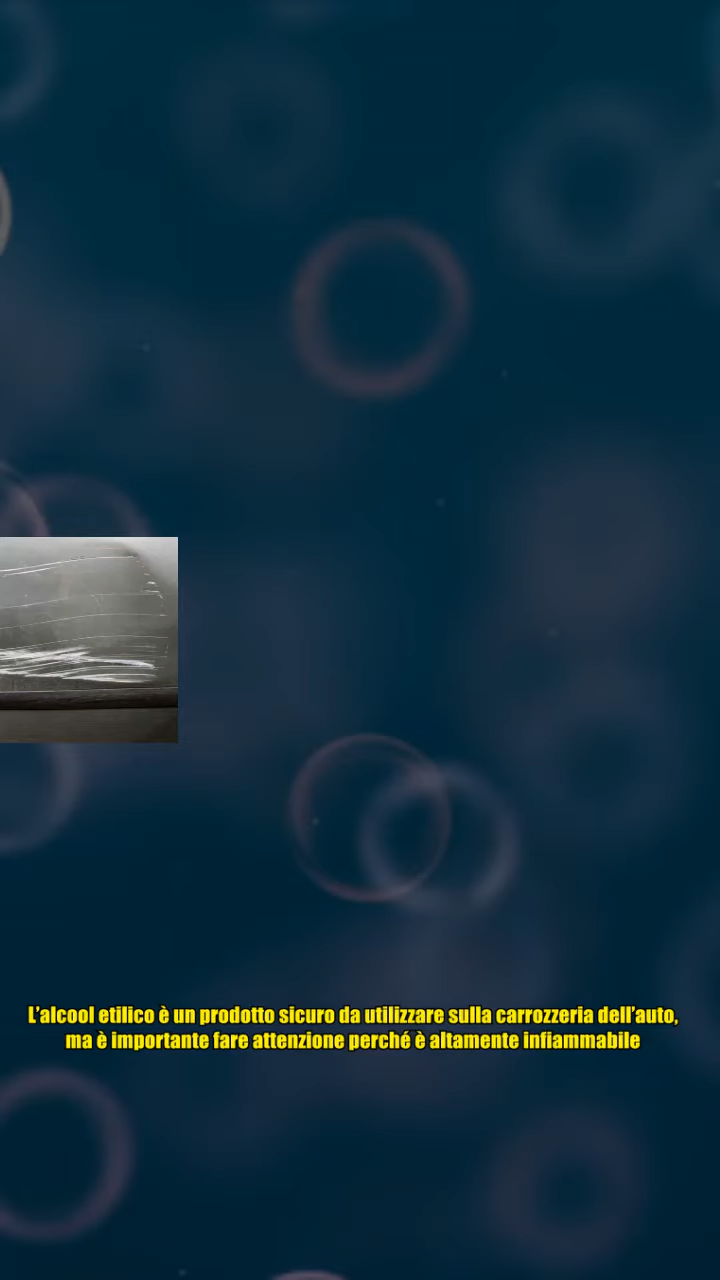 L’alcool etilico è un prodotto sicuro da utilizzare sulla carrozzeria dell’auto,
ma è importante fare attenzione perché è altamente infiammabile